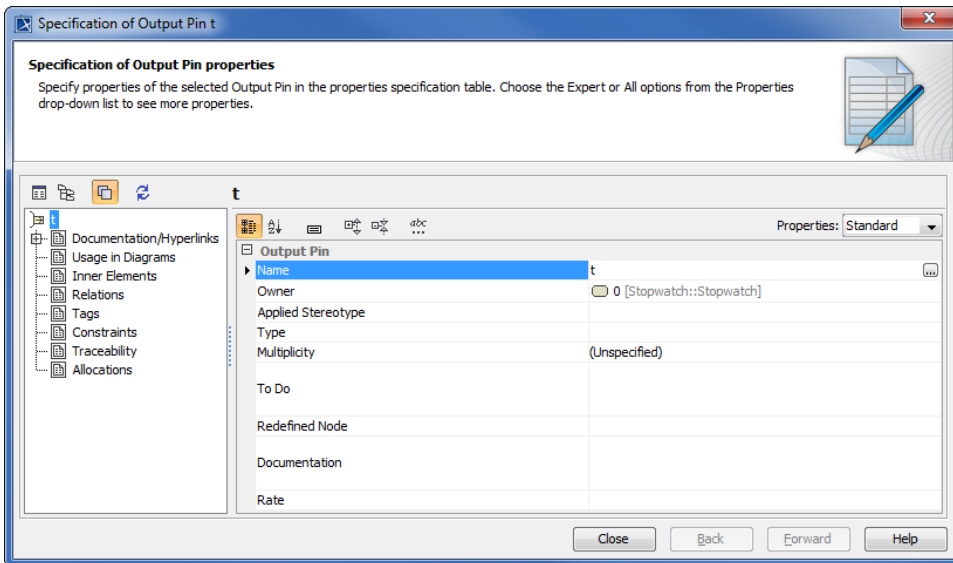 Specification of Output Pin t
Specification of Output Pin properties
Specify properties of the selected Output Pin in the properties specification table. Choose the Expert or All options from the Properties
drop-down list to see more properties.
t
t
Documentation/Hyperlinks
Usage in Diagrams
Inner Elements
Relations
Tags
Constraints
Traceability
Allocations
Properties: Standard
Output Pin
Name t
Owner 0 [Stopwatch::Stopwatch]
Applied Stereotype
Type
Multiplicity (Unspecified)
To Do
Redefined Node
Documentation
Rate
Close Back Forward Help